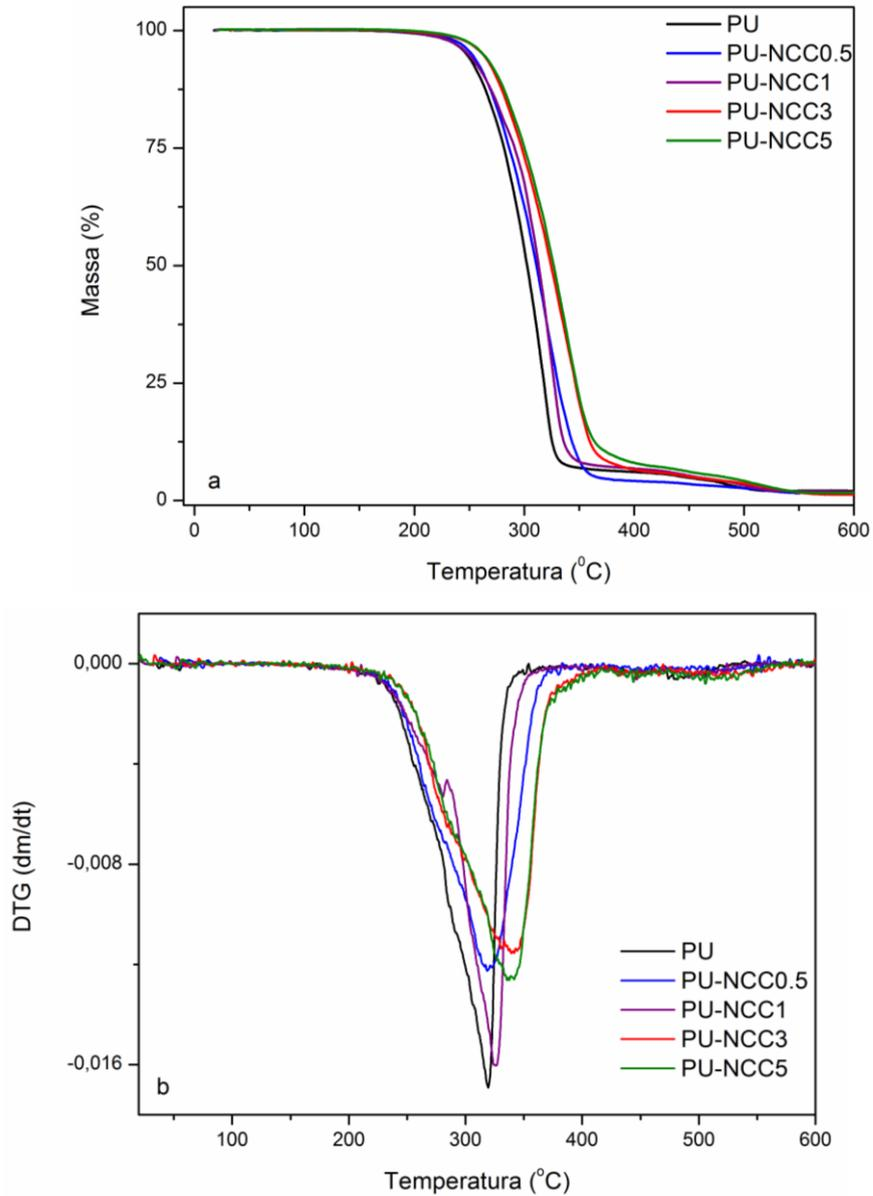 100
75
50
25
0
Massa (%)
PU
PU-NCC0.5
PU-NCC1
PU-NCC3
PU-NCC5
a
0
100
200
300
400
500
600
Temperatura (⁰C)
0,000
-0,008
-0,016
DTG (dm/dt)
PU
PU-NCC0.5
PU-NCC1
PU-NCC3
PU-NCC5
b
100
200
300
400
500
600
Temperatura (°C)